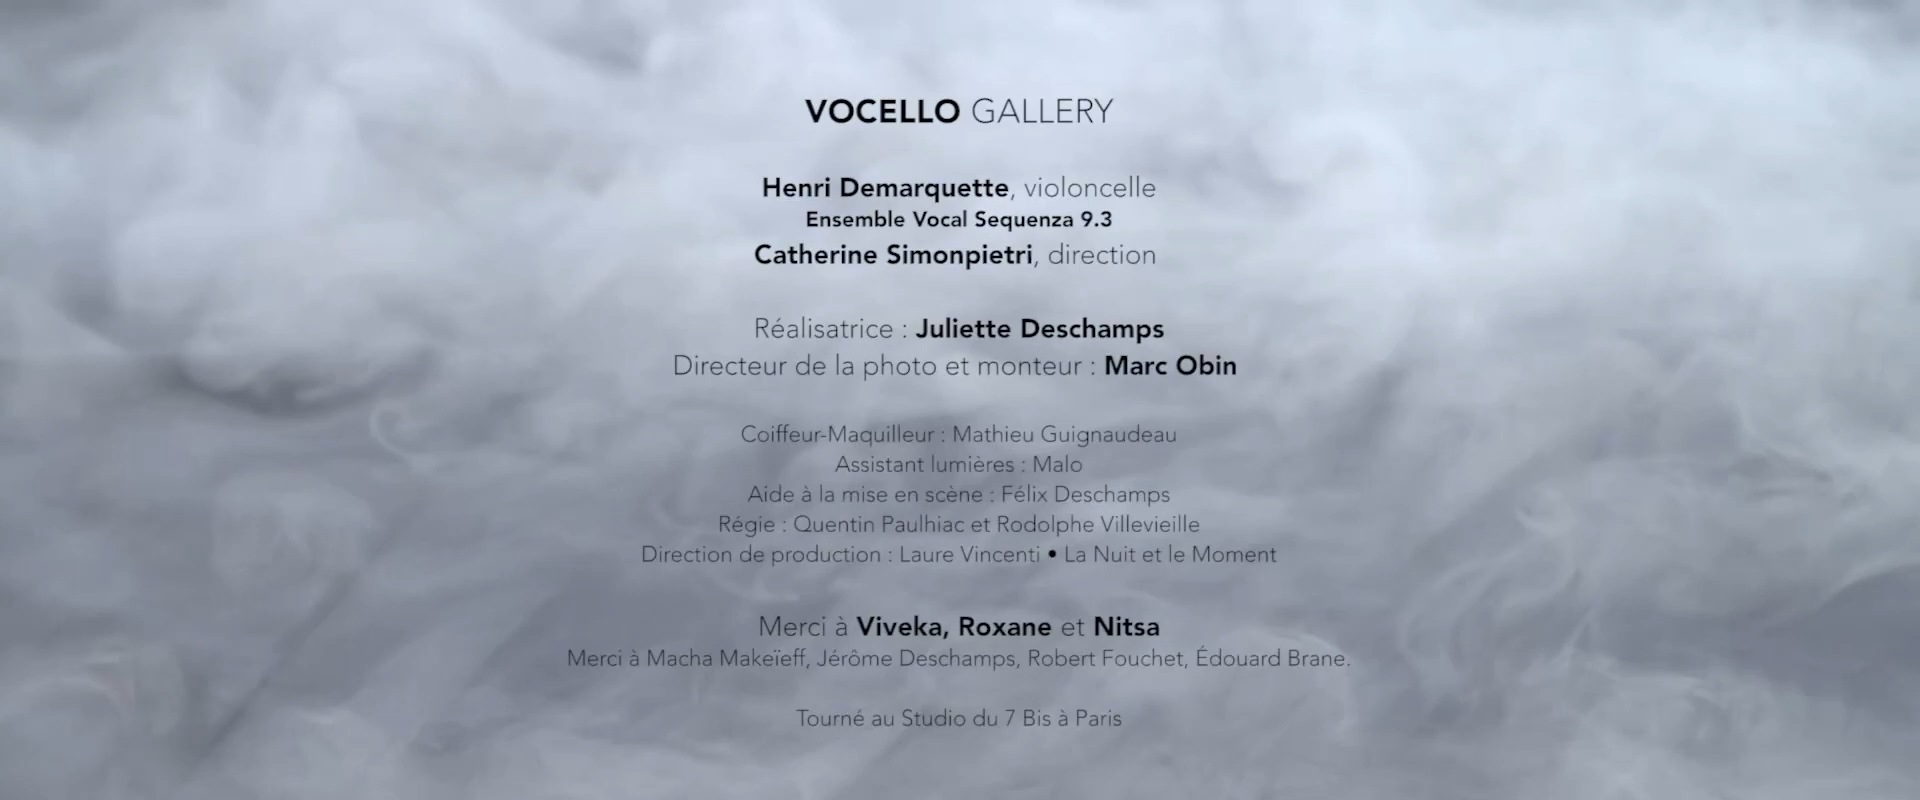 VOCELLO GALLERY
Henri Demarquette, violoncelle
Ensemble Vocal Sequenza 9.3
Catherine Simonpietri, direction
Réalisatrice : Juliette Deschamps
Directeur de la photo et monteur : Marc Obin
Coiffeur-Maquilleur : Mathieu Guignaudeau
Assistant lumières : Malo
Aide à la mise en scène : Félix Deschamps
Régie : Quentin Paulhiac et Rodolphe Villevieille
Direction de production : Laure Vincenti • La Nuit et le Moment
Merci à Viveka, Roxane et Nitsa
Merci à Macha Makeïeff, Jérôme Deschamps, Robert Fouchet, Édouard Brane.
Tourné au Studio du 7 Bis à Paris